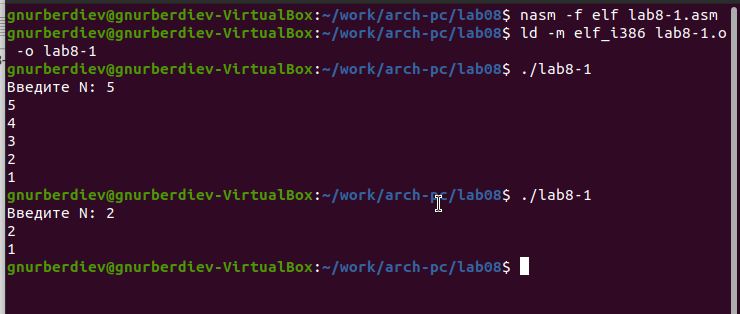 gnurberdiev@gnurberdiev-VirtualBox:~/work/arch-pc/lab08$ nasm -f elf lab8-1.asm
gnurberdiev@gnurberdiev-VirtualBox:~/work/arch-pc/lab08$ ld -m elf_i386 lab8-1.o
-o lab8-1
gnurberdiev@gnurberdiev-VirtualBox:~/work/arch-pc/lab08$ ./lab8-1
Введите N: 5
5
4
3
2
1
gnurberdiev@gnurberdiev-VirtualBox:~/work/arch-pc/lab08$ ./lab8-1
Введите N: 2
2
1
gnurberdiev@gnurberdiev-VirtualBox:~/work/arch-pc/lab08$